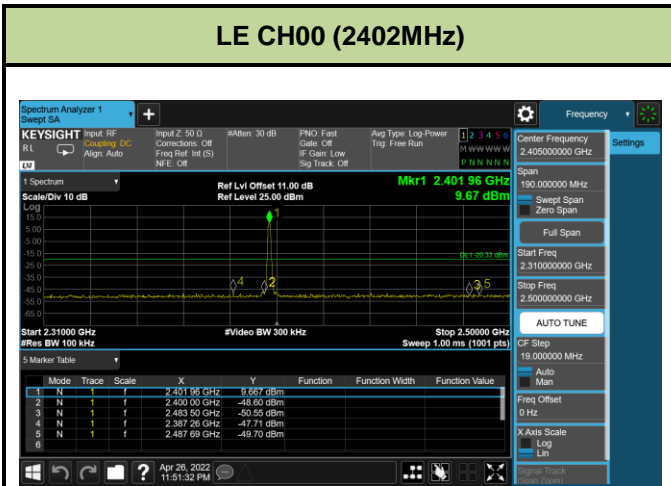 LE CH00 (2402MHz)
Spectrum Analyzer 1
Swept SA
Frequency
Settings
KEYSIGHT
RL
Input: RF
Coupling: DC
Align: Auto
Input Z: 50 Ω
Corrections: Off
Freq Ref: Int (S)
NFE: Off
#Atten: 30 dB
PNO: Fast
Gate: Off
IF Gain: Low
Sig Track: Off
Avg Type: Log-Power
Trig: Free Run
1 2 3 4 5 6
M W W W W W
P N N N N N
1 Spectrum
Scale/Div 10 dB
Ref Lvl Offset 11.00 dB
Ref Level 25.00 dBm
Mkr1 2.401 96 GHz
9.67 dBm
Log
15.0
5.00
-5.00
-15.0
-25.0
-35.0
-45.0
-55.0
-65.0
1
DL1 -20.33 dBm
4
2
3
5
Start 2.31000 GHz
#Video BW 300 kHz
Stop 2.50000 GHz
#Res BW 100 kHz
Sweep 1.00 ms (1001 pts)
5 Marker Table
Mode Trace Scale X Y Function Function Width Function Value
1 N 1 f 2.401 96 GHz 9.667 dBm
2 N 1 f 2.400 00 GHz -48.60 dBm
3 N 1 f 2.483 50 GHz -50.55 dBm
4 N 1 f 2.387 26 GHz -47.71 dBm
5 N 1 f 2.487 69 GHz -49.70 dBm
6
Apr 26, 2022
11:51:32 PM
Center Frequency
2.405000000 GHz
Span
190.000000 MHz
Swept Span
Zero Span
Full Span
Start Freq
2.310000000 GHz
Stop Freq
2.500000000 GHz
AUTO TUNE
CF Step
19.000000 MHz
Auto
Man
Freq Offset
0 Hz
X Axis Scale
Log
Lin
Signal Track
(Span Zoom)